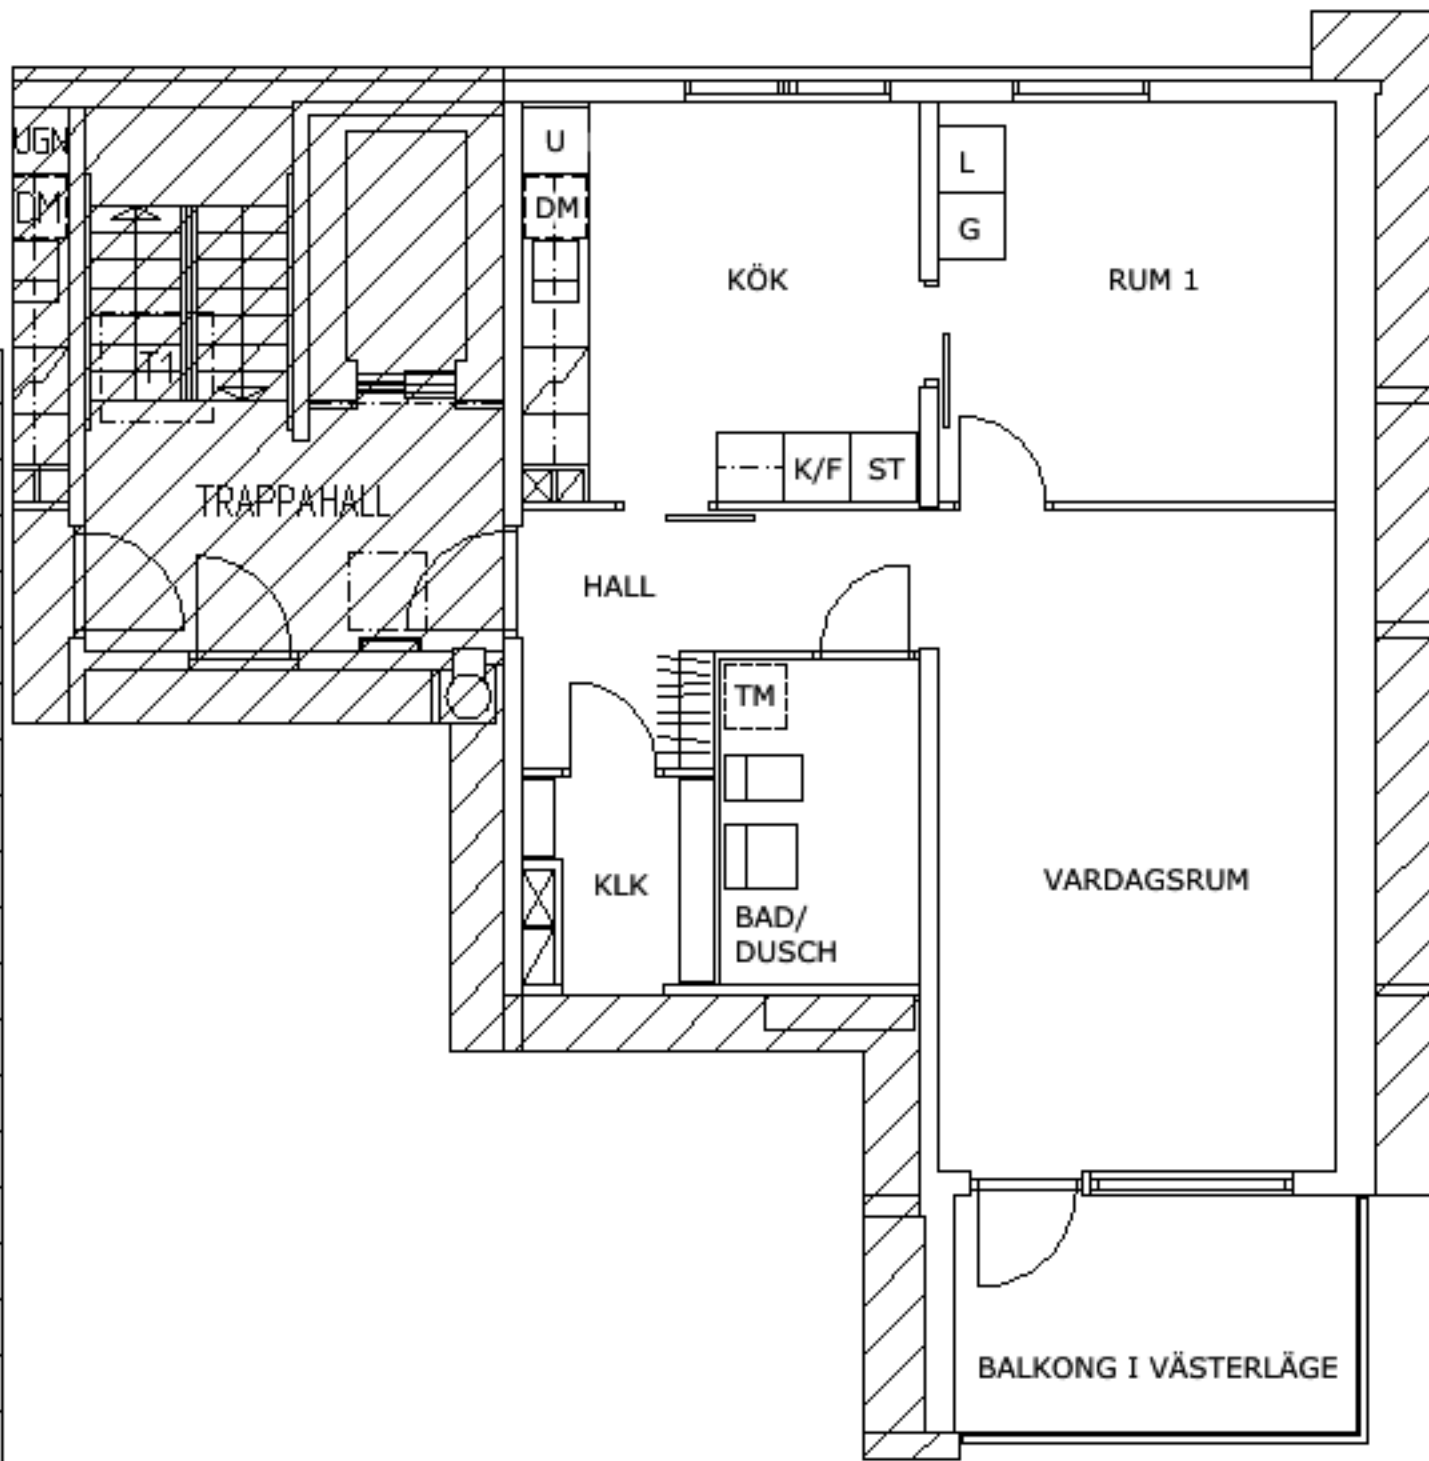 UGN
U
L
DM
DM
G
KÖK
RUM 1
T1
K/F
ST
TRAPPAHALL
HALL
TM
KLK
VARDAGSRUM
BAD/
DUSCH
BALKONG I VÄSTERLÄGE